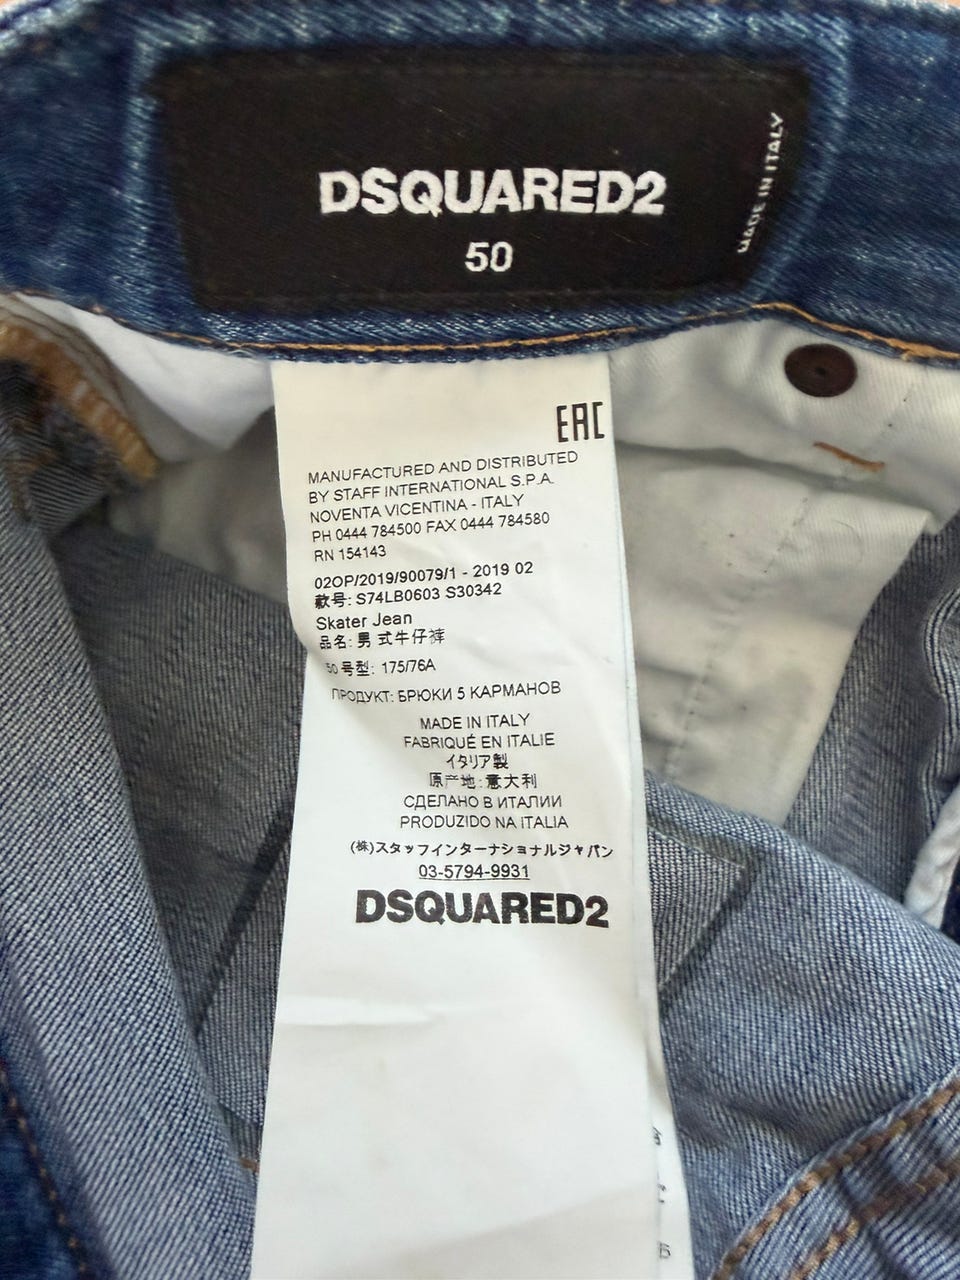 DSQUARED2
50
MADE IN ITALY
EAC
MANUFACTURED AND DISTRIBUTED
BY STAFF INTERNATIONAL S.P.A.
NOVENTA VICENTINA - ITALY
PH 0444 784500 FAX 0444 784580
RN 154143
02OP/2019/90079/1 - 2019 02
款号: S74LB0603 S30342
Skater Jean
品名: 男式牛仔裤
50 号型: 175/76A
ПРОДУКТ: БРЮКИ 5 КАРМАНОВ
MADE IN ITALY
FABRIQUÉ EN ITALIE
イタリア製
原产地: 意大利
СДЕЛАНО В ИТАЛИИ
PRODUZIDO NA ITALIA
(株)スタッフインターナショナルジャパン
03-5794-9931
DSQUARED2